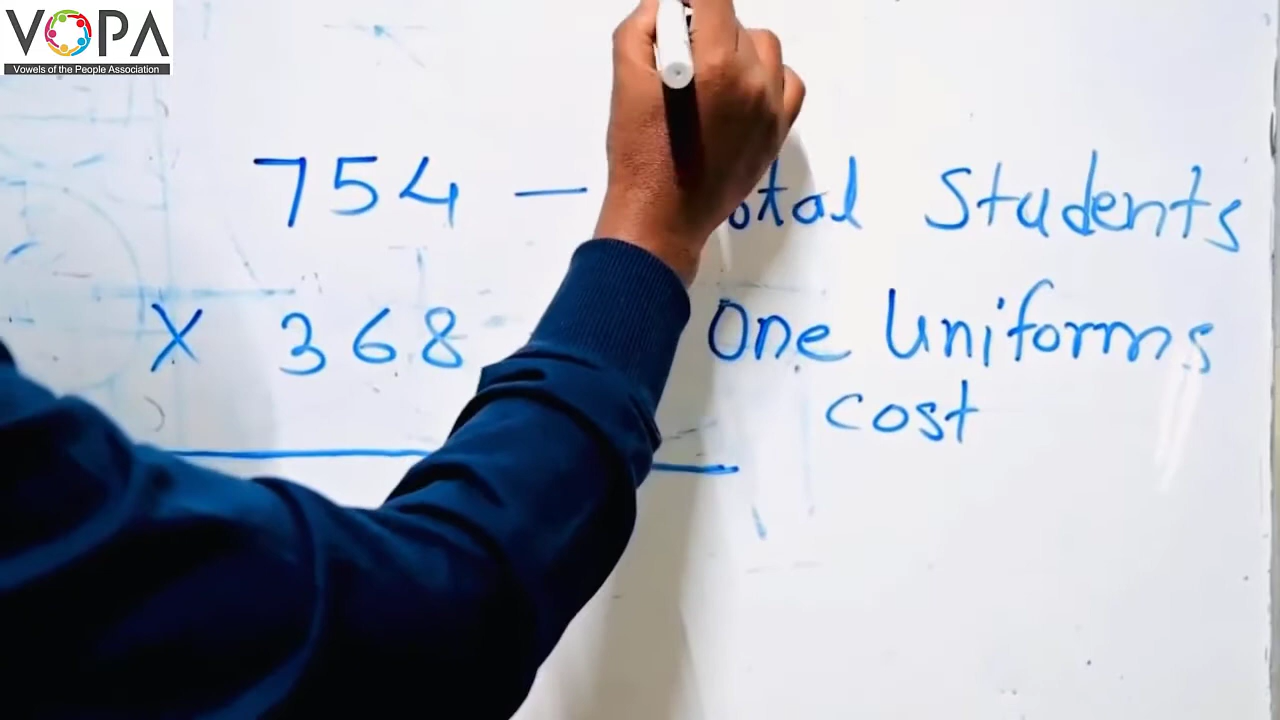 VOPA
Vowels of the People Association
754 — otal Students
X 368 One Uniforms
cost